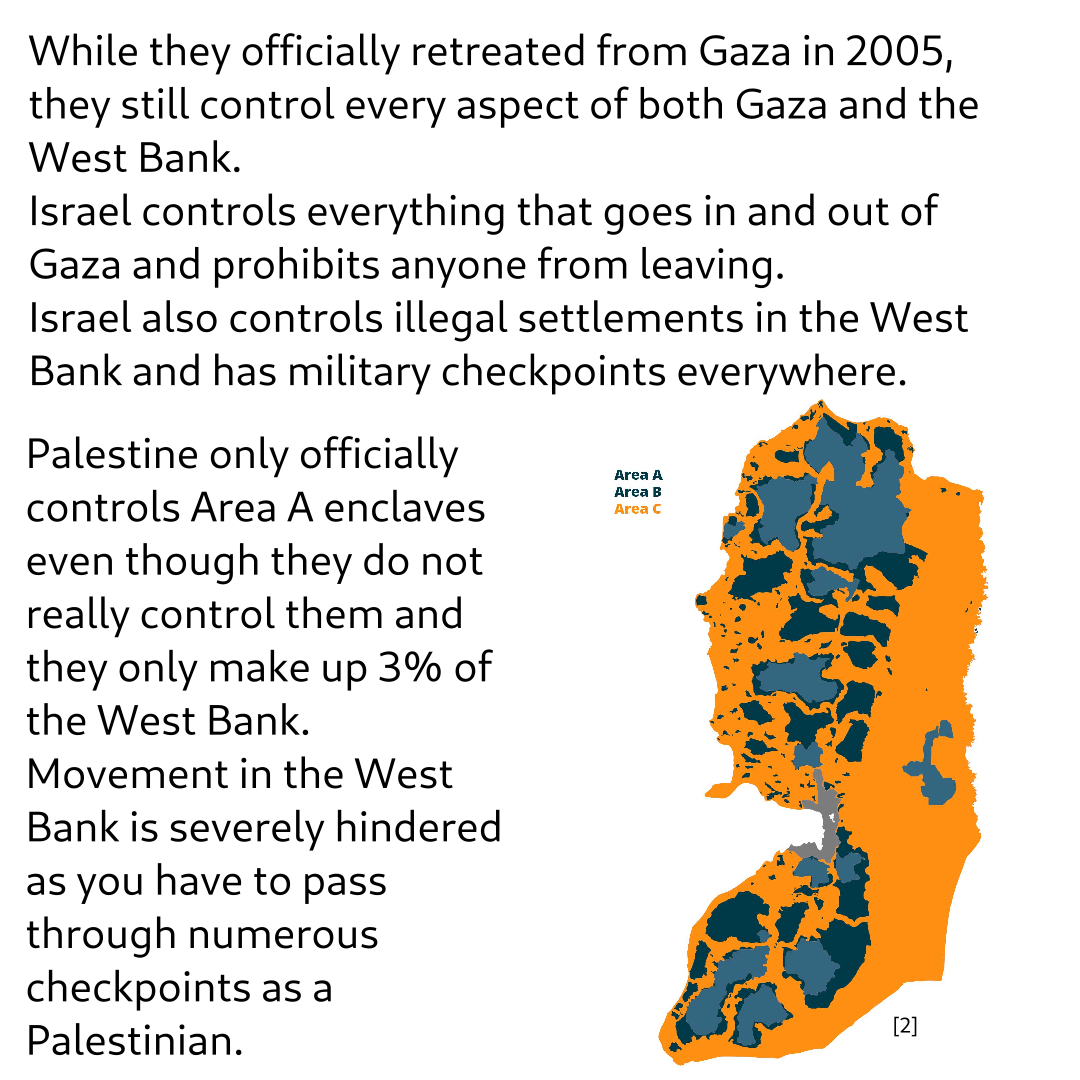 While they officially retreated from Gaza in 2005,
they still control every aspect of both Gaza and the
West Bank.
Israel controls everything that goes in and out of
Gaza and prohibits anyone from leaving.
Israel also controls illegal settlements in the West
Bank and has military checkpoints everywhere.
Palestine only officially
controls Area A enclaves
even though they do not
really control them and
they only make up 3% of
the West Bank.
Movement in the West
Bank is severely hindered
as you have to pass
through numerous
checkpoints as a
Palestinian.
Area A
Area B
Area C
[2]